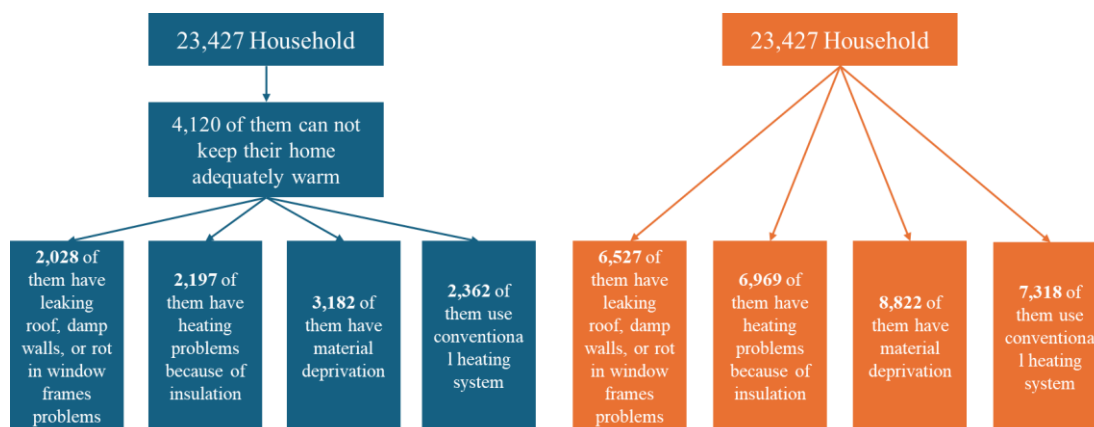 23,427 Household
4,120 of them can not
keep their home
adequately warm
2,028 of
them have
leaking
roof, damp
walls, or rot
in window
frames
problems
2,197 of
them have
heating
problems
because of
insulation
3,182 of
them have
material
deprivation
2,362 of
them use
conventiona
l heating
system
23,427 Household
6,527 of
them have
leaking
roof, damp
walls, or rot
in window
frames
problems
6,969 of
them have
heating
problems
because of
insulation
8,822 of
them have
material
deprivation
7,318 of
them use
conventiona
l heating
system